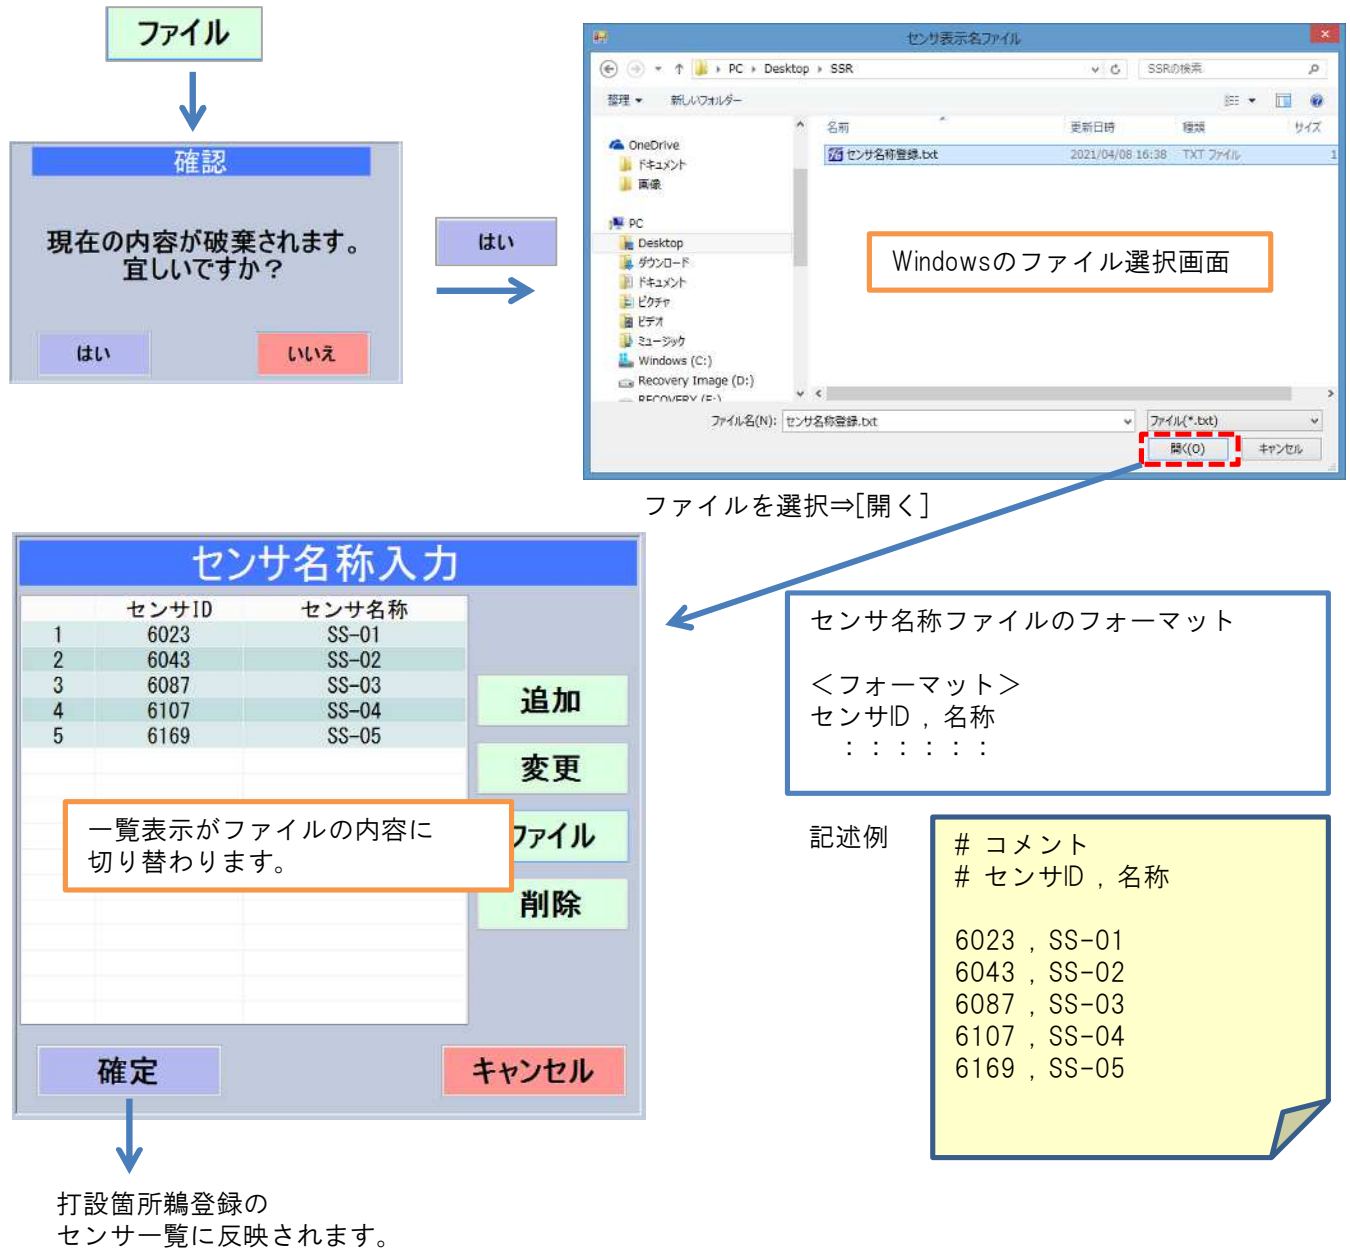 ファイル
確認
現在の内容が破棄されます。
宜しいですか？
はい
いいえ
はい
センサ表示名ファイル
PC ▸ Desktop ▸ SSR
SSRの検索
整理 ▼ 新しいフォルダー
名前
更新日時
種類
サイズ
センサ名称登録.txt
2021/04/08 16:38
TXT ファイル
1
OneDrive
ドキュメント
画像
PC
Desktop
ダウンロード
ドキュメント
ピクチャ
ビデオ
ミュージック
Windows (C:)
Recovery Image (D:)
RECOVERY (E:)
Windowsのファイル選択画面
ファイル名(N):
センサ名称登録.txt
ファイル(*.txt)
開く(O)
キャンセル
ファイルを選択⇒[開く]
センサ名称入力
センサID センサ名称
1 6023 SS-01
2 6043 SS-02
3 6087 SS-03
4 6107 SS-04
5 6169 SS-05
追加
変更
ファイル
削除
一覧表示がファイルの内容に
切り替わります。
確定
キャンセル
打設箇所鵜登録の
センサ一覧に反映されます。
センサ名称ファイルのフォーマット
＜フォーマット＞
センサID , 名称
：：：：：：
記述例
# コメント
# センサID , 名称
6023 , SS-01
6043 , SS-02
6087 , SS-03
6107 , SS-04
6169 , SS-05